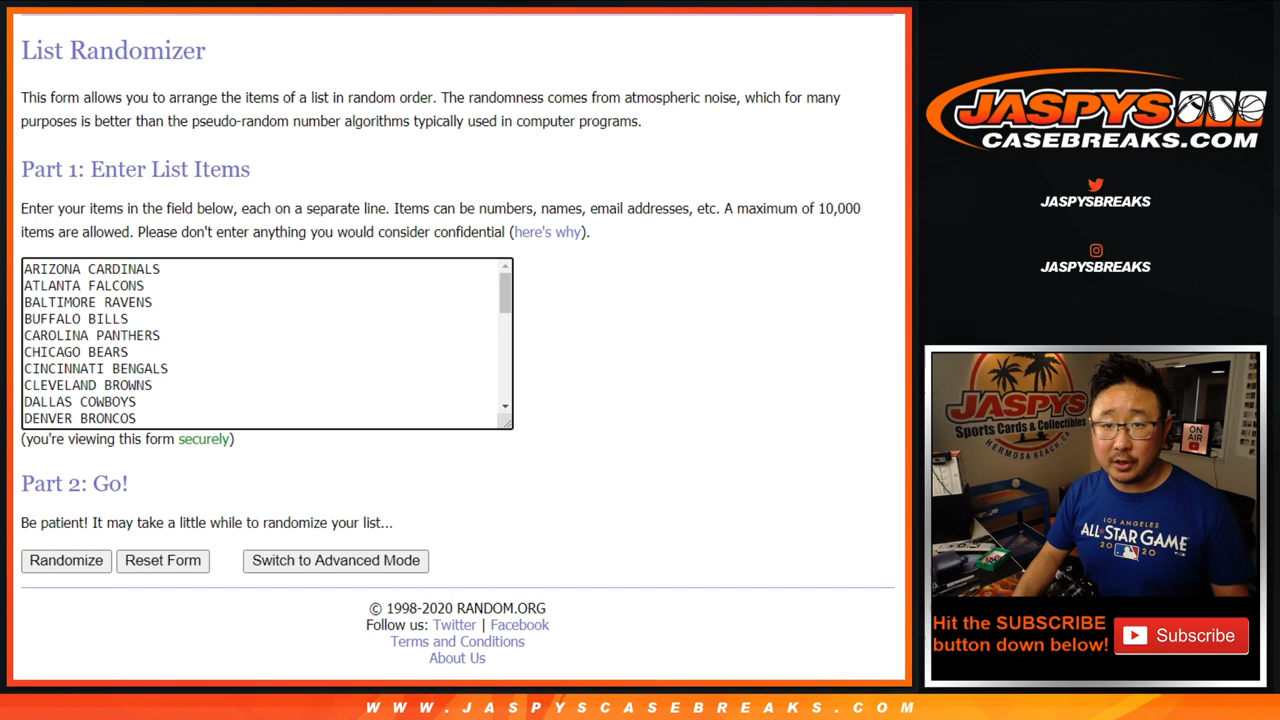 List Randomizer
This form allows you to arrange the items of a list in random order. The randomness comes from atmospheric noise, which for many
purposes is better than the pseudo-random number algorithms typically used in computer programs.
Part 1: Enter List Items
Enter your items in the field below, each on a separate line. Items can be numbers, names, email addresses, etc. A maximum of 10,000
items are allowed. Please don't enter anything you would consider confidential (here's why).
ARIZONA CARDINALS
ATLANTA FALCONS
BALTIMORE RAVENS
BUFFALO BILLS
CAROLINA PANTHERS
CHICAGO BEARS
CINCINNATI BENGALS
CLEVELAND BROWNS
DALLAS COWBOYS
DENVER BRONCOS
(you're viewing this form securely)
Part 2: Go!
Be patient! It may take a little while to randomize your list...
Randomize Reset Form Switch to Advanced Mode
© 1998-2020 RANDOM.ORG
Follow us: Twitter | Facebook
Terms and Conditions
About Us
JASPYS
CASEBREAKS.COM
JASPYSBREAKS
JASPYSBREAKS
JASPYS
Sports Cards & Collectibles
HERMOSA BEACH, CA
ON
AIR
LOS ANGELES
ALL★STAR GAME
2020
Hit the SUBSCRIBE
button down below!
Subscribe
WWW.JASPYSCASEBREAKS.COM